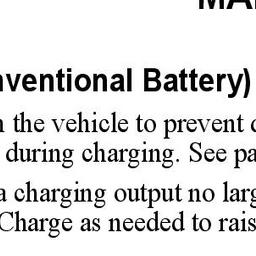 MA
nventional Battery)
n the vehicle to prevent d
during charging. See pa
a charging output no larg
Charge as needed to rais